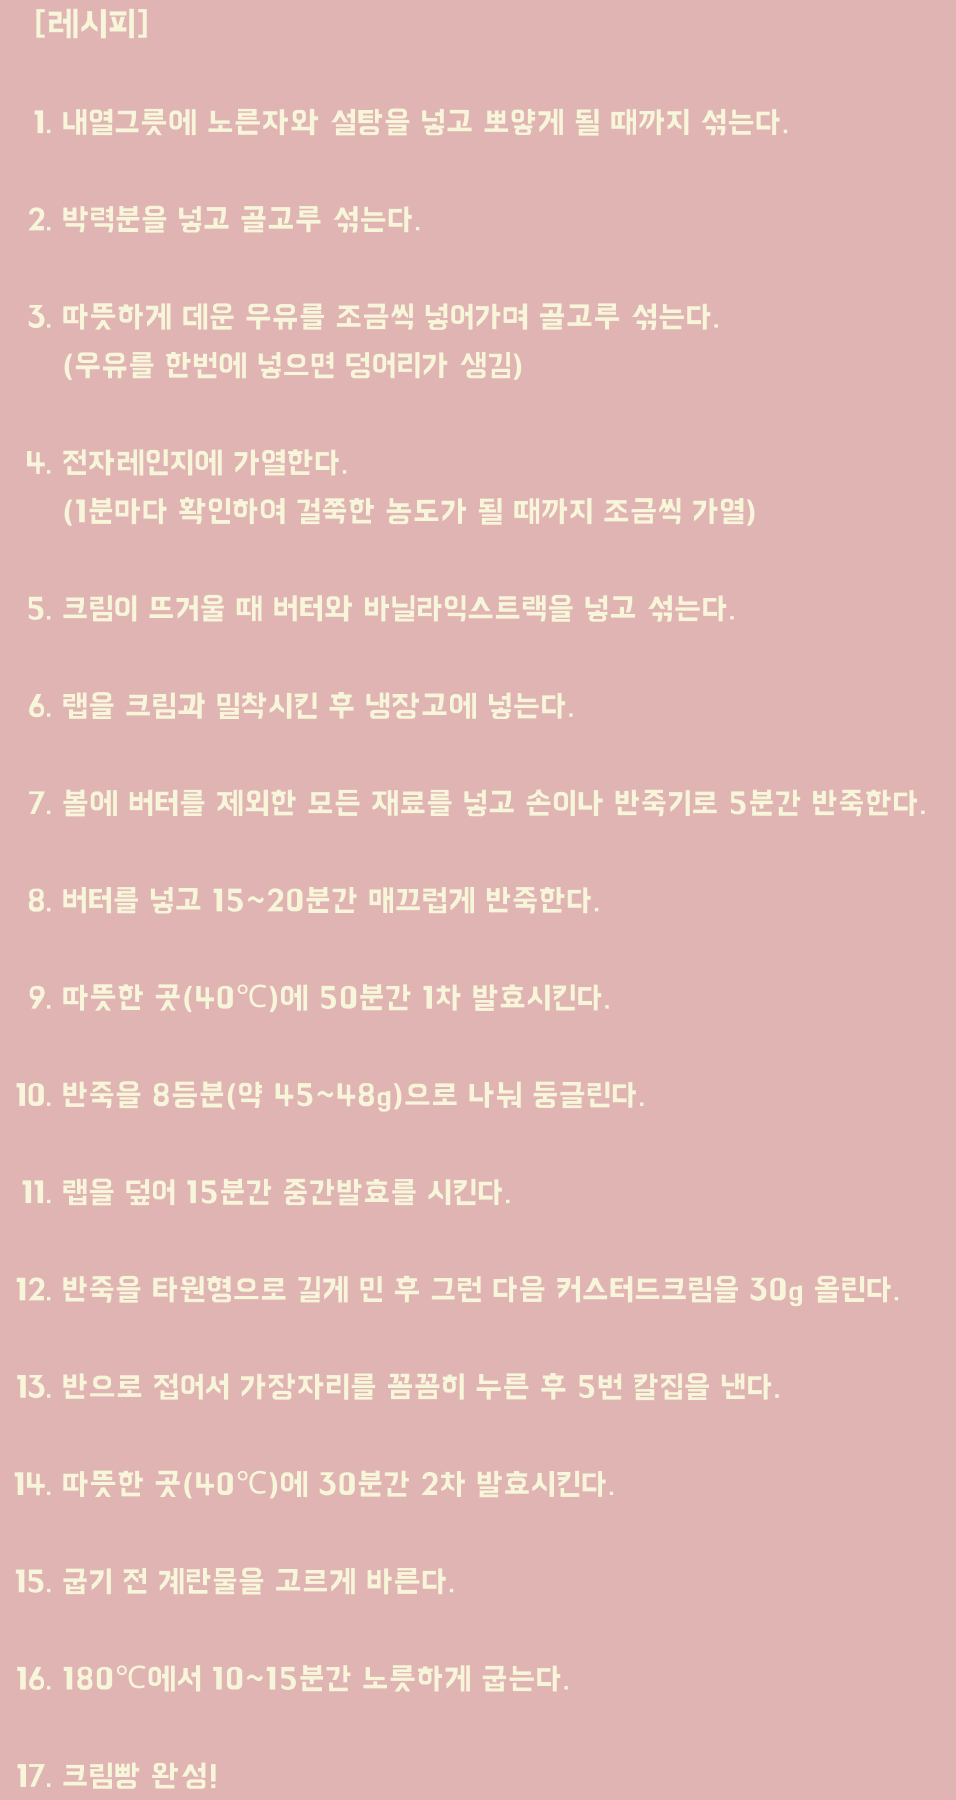 [레시피]
1. 내열그릇에 노른자와 설탕을 넣고 뽀얗게 될 때까지 섞는다.
2. 박력분을 넣고 골고루 섞는다.
3. 따뜻하게 데운 우유를 조금씩 넣어가며 골고루 섞는다.
(우유를 한번에 넣으면 덩어리가 생김)
4. 전자레인지에 가열한다.
(1분마다 확인하여 걸쭉한 농도가 될 때까지 조금씩 가열)
5. 크림이 뜨거울 때 버터와 바닐라익스트랙을 넣고 섞는다.
6. 랩을 크림과 밀착시킨 후 냉장고에 넣는다.
7. 볼에 버터를 제외한 모든 재료를 넣고 손이나 반죽기로 5분간 반죽한다.
8. 버터를 넣고 15~20분간 매끄럽게 반죽한다.
9. 따뜻한 곳(40℃)에 50분간 1차 발효시킨다.
10. 반죽을 8등분(약 45~48g)으로 나눠 둥글린다.
11. 랩을 덮어 15분간 중간발효를 시킨다.
12. 반죽을 타원형으로 길게 민 후 그런 다음 커스터드크림을 30g 올린다.
13. 반으로 접어서 가장자리를 꼼꼼히 누른 후 5번 칼집을 낸다.
14. 따뜻한 곳(40℃)에 30분간 2차 발효시킨다.
15. 굽기 전 계란물을 고르게 바른다.
16. 180℃에서 10~15분간 노릇하게 굽는다.
17. 크림빵 완성!